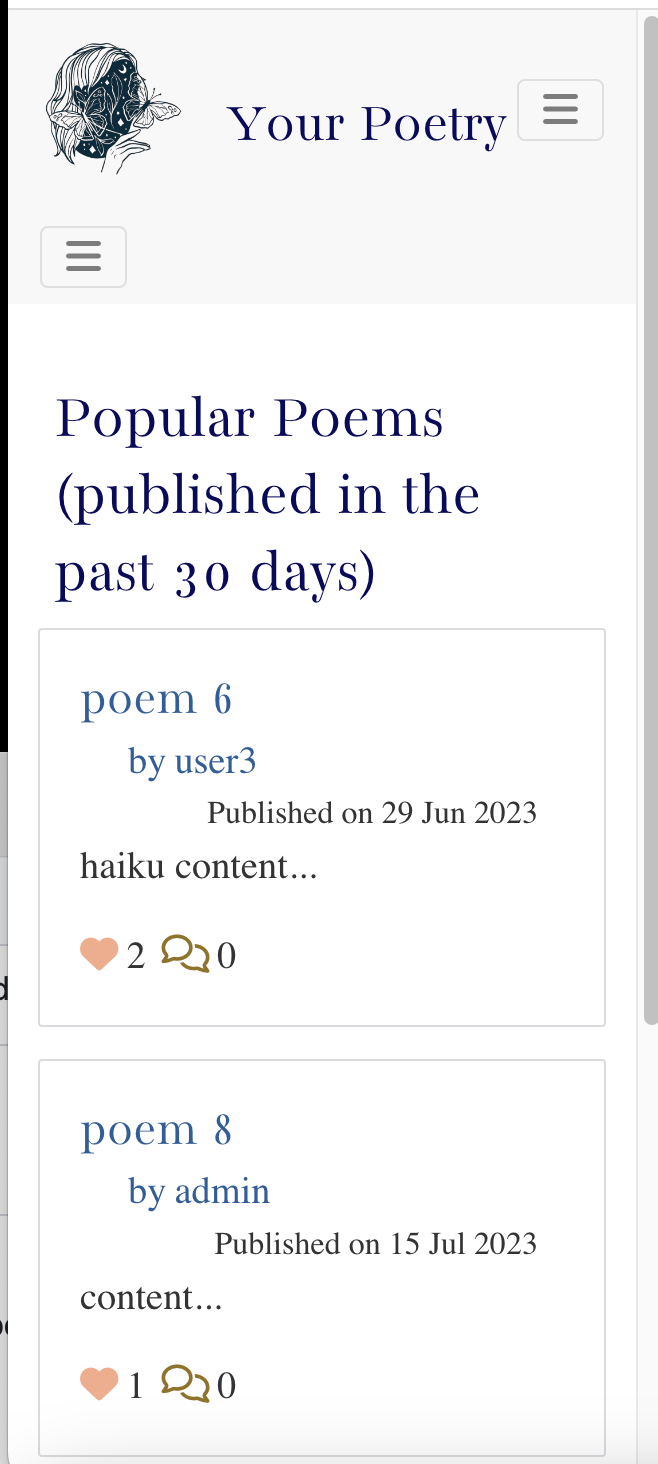 Your Poetry
Popular Poems
(published in the
past 30 days)
poem 6
by user3
Published on 29 Jun 2023
haiku content...
2 0
poem 8
by admin
Published on 15 Jul 2023
content...
1 0